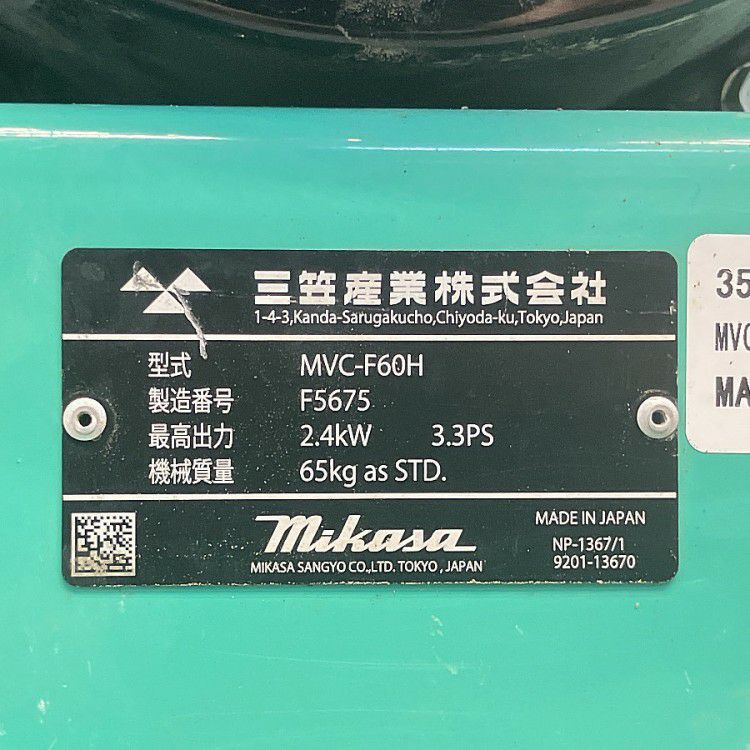 三笠産業株式会社
1-4-3,Kanda-Sarugakucho,Chiyoda-ku,Tokyo,Japan
型式 MVC-F60H
製造番号 F5675
最高出力 2.4kW 3.3PS
機械質量 65kg as STD.
mikasa
MIKASA SANGYO CO.,LTD. TOKYO , JAPAN
MADE IN JAPAN
NP-1367/1
9201-13670
35
MVC
MA